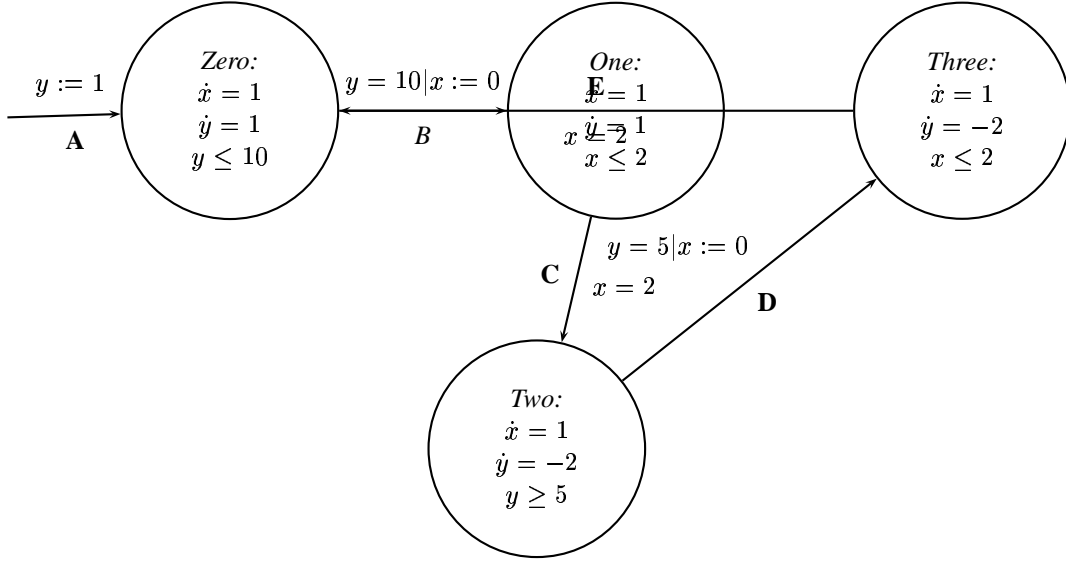 y := 1
A
Zero:
ẋ = 1
ẏ = 1
y ≤ 10
y = 10|x := 0
B
One:
E
ẋ = 1
ẏ = 1
x = 2
x ≤ 2
Three:
ẋ = 1
ẏ = −2
x ≤ 2
y = 5|x := 0
C
x = 2
D
Two:
ẋ = 1
ẏ = −2
y ≥ 5